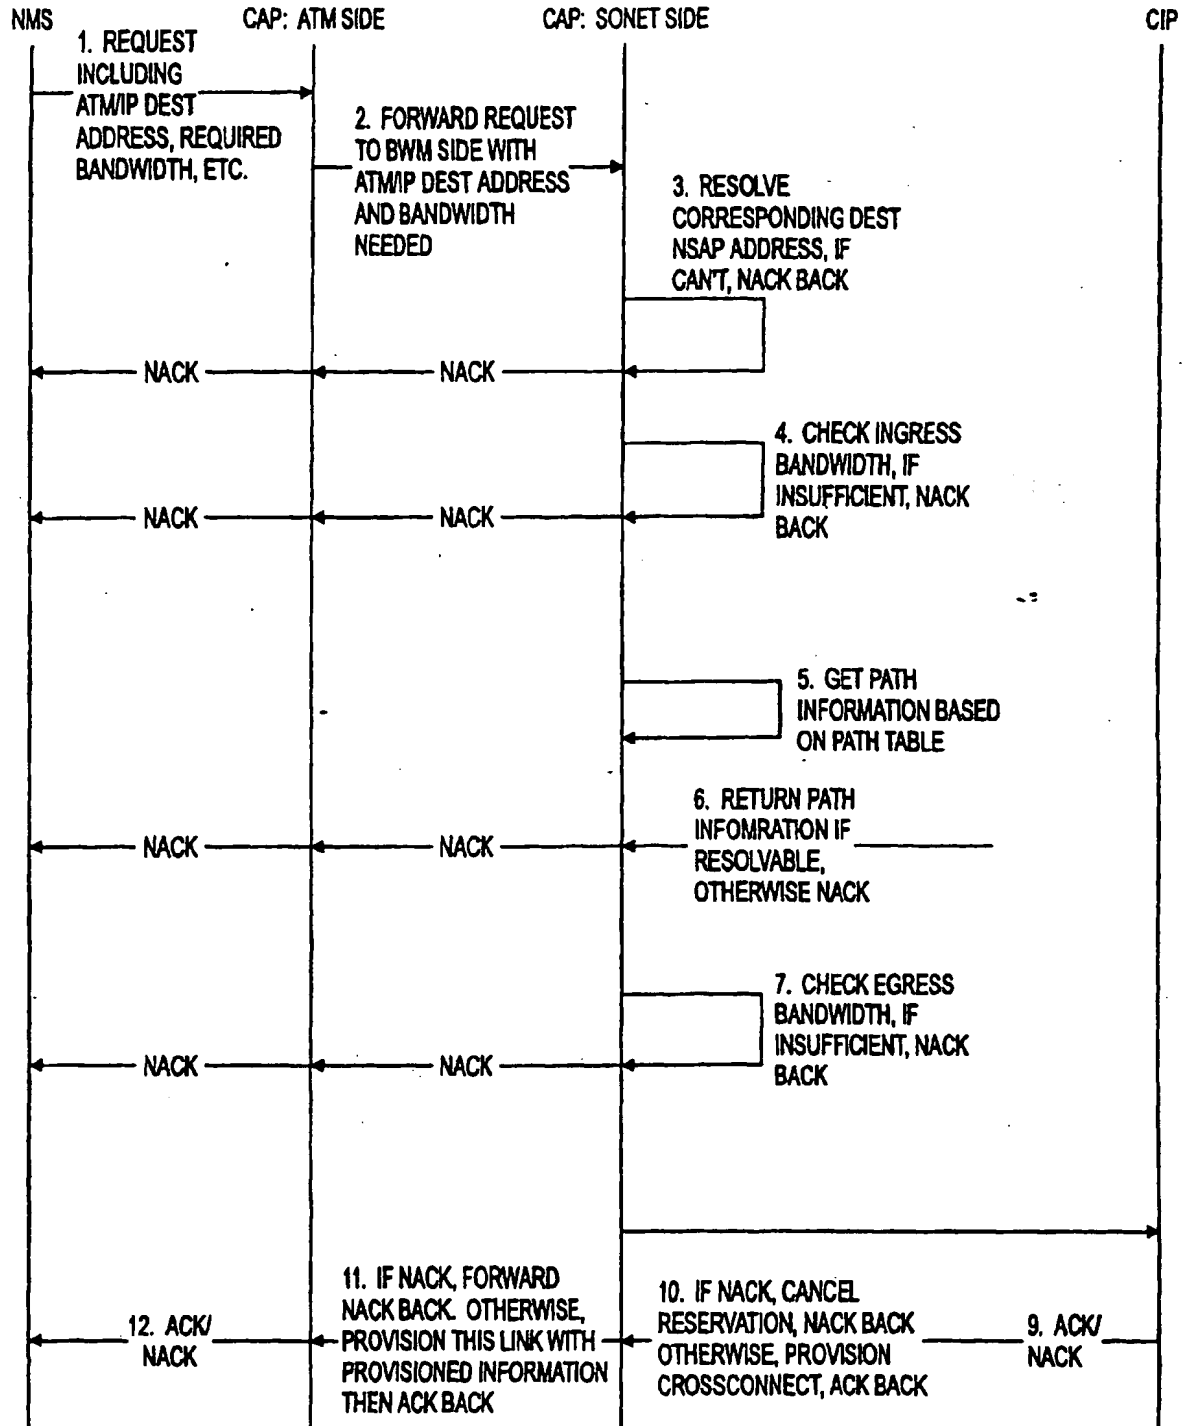 NMS
CAP: ATM SIDE
CAP: SONET SIDE
CIP
1. REQUEST
INCLUDING
ATM/IP DEST
ADDRESS, REQUIRED
BANDWIDTH, ETC.
2. FORWARD REQUEST
TO BWM SIDE WITH
ATM/IP DEST ADDRESS
AND BANDWIDTH
NEEDED
3. RESOLVE
CORRESPONDING DEST
NSAP ADDRESS, IF
CAN'T, NACK BACK
NACK
NACK
4. CHECK INGRESS
BANDWIDTH, IF
INSUFFICIENT, NACK
BACK
NACK
NACK
5. GET PATH
INFORMATION BASED
ON PATH TABLE
6. RETURN PATH
INFOMRATION IF
RESOLVABLE,
OTHERWISE NACK
NACK
NACK
7. CHECK EGRESS
BANDWIDTH, IF
INSUFFICIENT, NACK
BACK
NACK
NACK
12. ACK/
NACK
11. IF NACK, FORWARD
NACK BACK. OTHERWISE,
PROVISION THIS LINK WITH
PROVISIONED INFORMATION
THEN ACK BACK
10. IF NACK, CANCEL
RESERVATION, NACK BACK
OTHERWISE, PROVISION
CROSSCONNECT, ACK BACK
9. ACK/
NACK